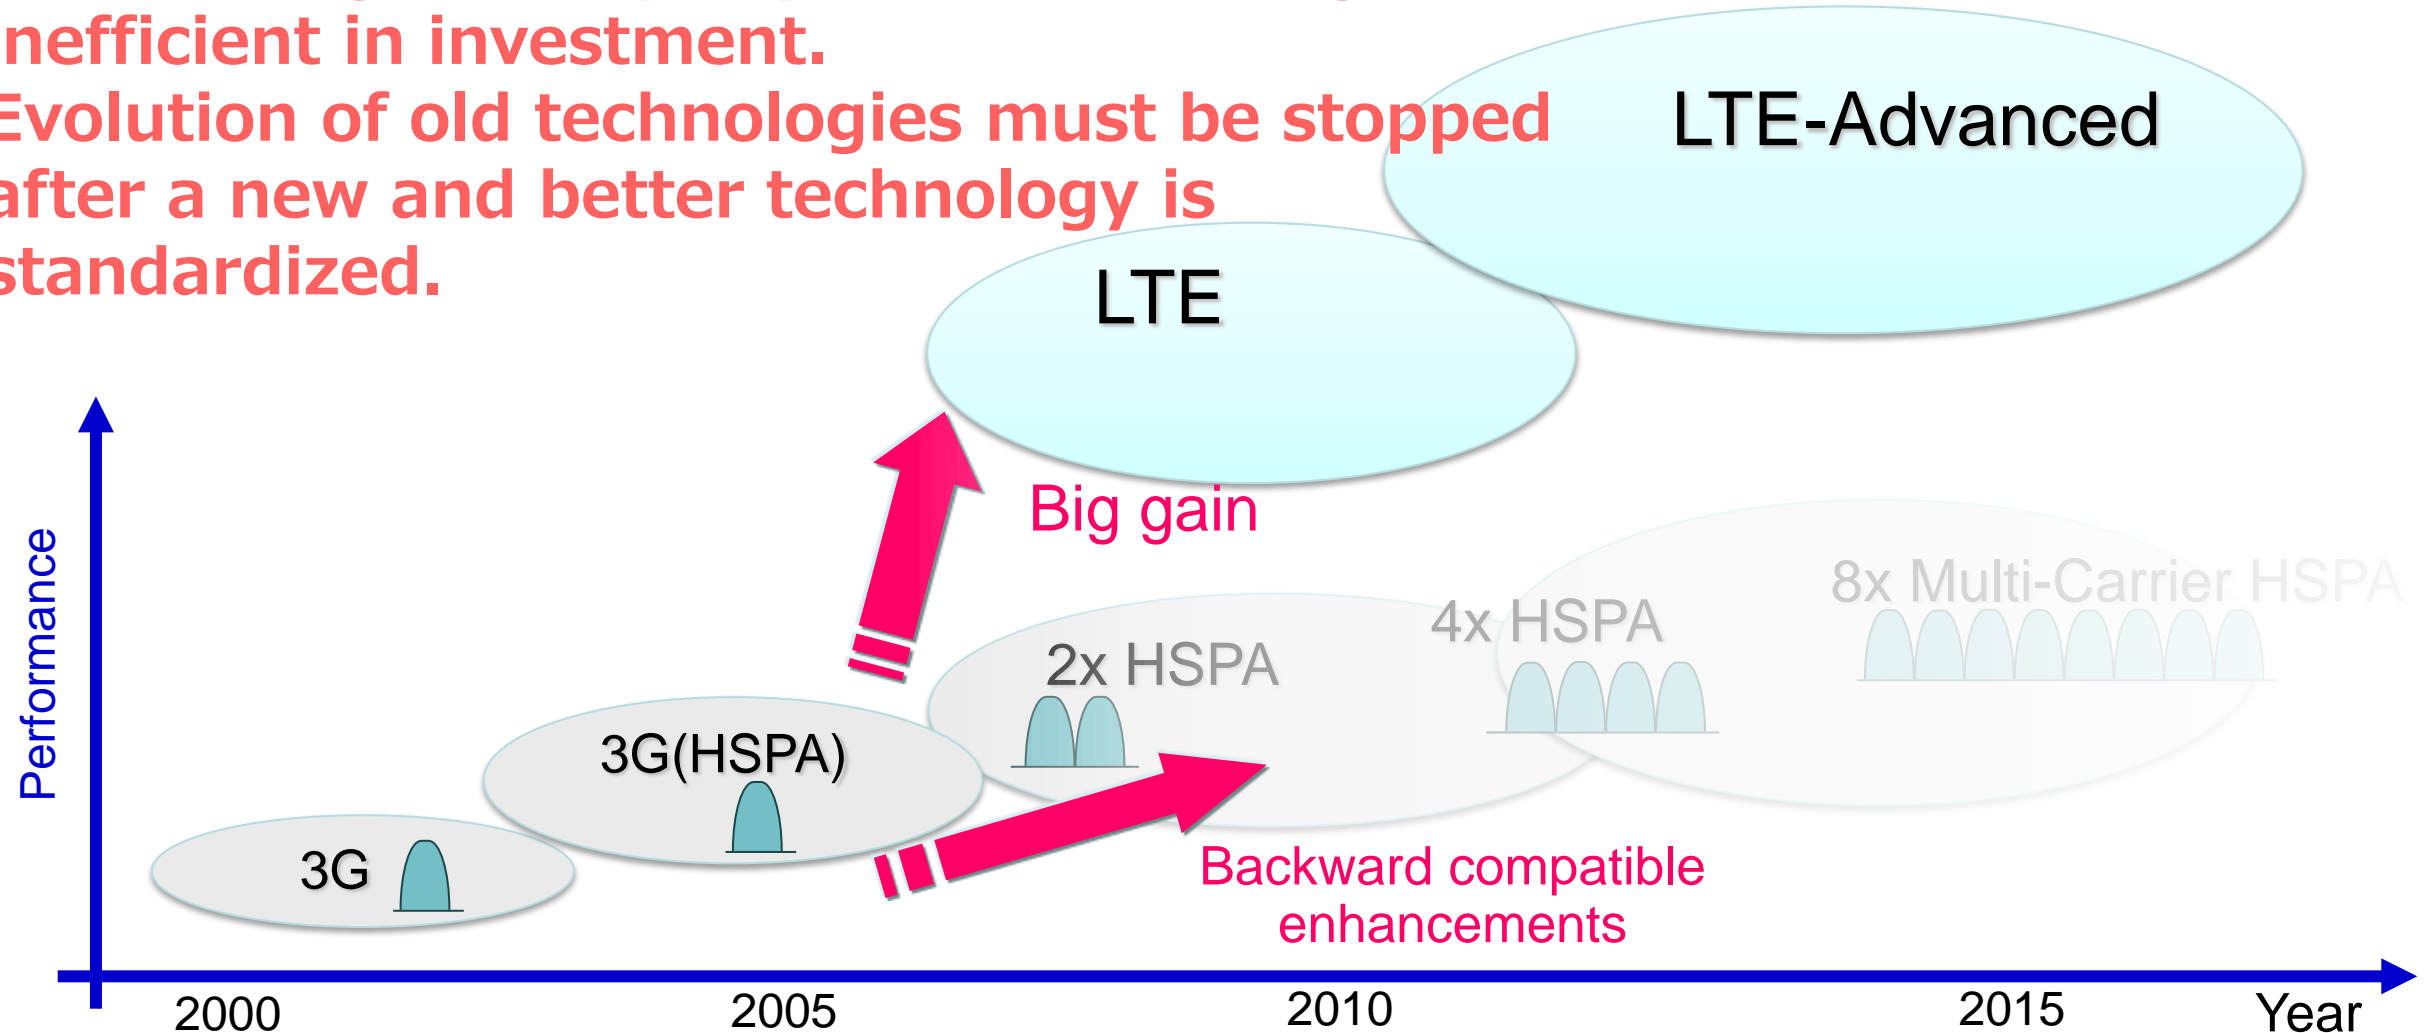 inefficient in investment.
Evolution of old technologies must be stopped
after a new and better technology is
standardized.
LTE-Advanced
LTE
Big gain
8x Multi-Carrier HSPA
4x HSPA
2x HSPA
3G(HSPA)
3G
Backward compatible
enhancements
Performance
2000
2005
2010
2015
Year